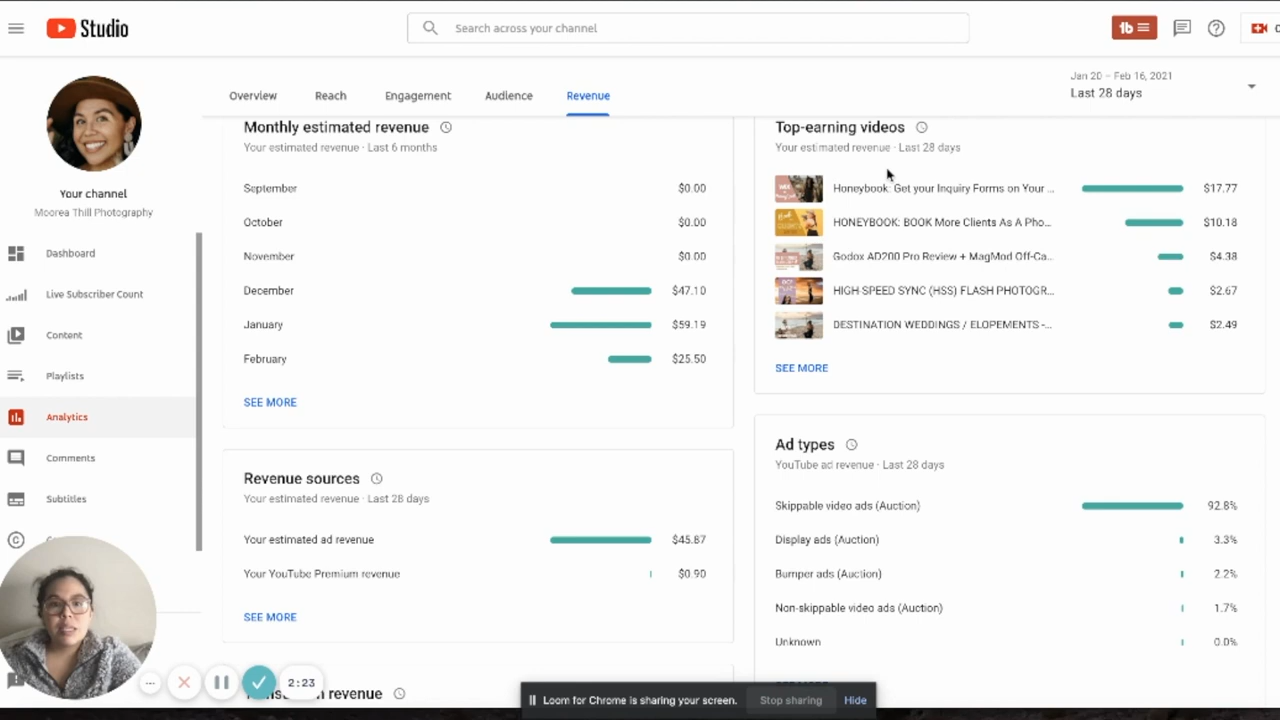 Studio
Search across your channel
tb
C
Your channel
Moorea Thill Photography
Dashboard
Live Subscriber Count
Content
Playlists
Analytics
Comments
Subtitles
Overview
Reach
Engagement
Audience
Revenue
Jan 20 – Feb 16, 2021
Last 28 days
Monthly estimated revenue
Your estimated revenue · Last 6 months
September $0.00
October $0.00
November $0.00
December $47.10
January $59.19
February $25.50
SEE MORE
Revenue sources
Your estimated revenue · Last 28 days
Your estimated ad revenue $45.87
Your YouTube Premium revenue $0.90
SEE MORE
revenue
Top-earning videos
Your estimated revenue · Last 28 days
Honeybook: Get your Inquiry Forms on Your ... $17.77
HONEYBOOK: BOOK More Clients As A Pho... $10.18
Godox AD200 Pro Review + MagMod Off-Ca... $4.38
HIGH SPEED SYNC (HSS) FLASH PHOTOGR... $2.67
DESTINATION WEDDINGS / ELOPEMENTS -... $2.49
SEE MORE
Ad types
YouTube ad revenue · Last 28 days
Skippable video ads (Auction) 92.8%
Display ads (Auction) 3.3%
Bumper ads (Auction) 2.2%
Non-skippable video ads (Auction) 1.7%
Unknown 0.0%
2:23
Loom for Chrome is sharing your screen. Stop sharing Hide